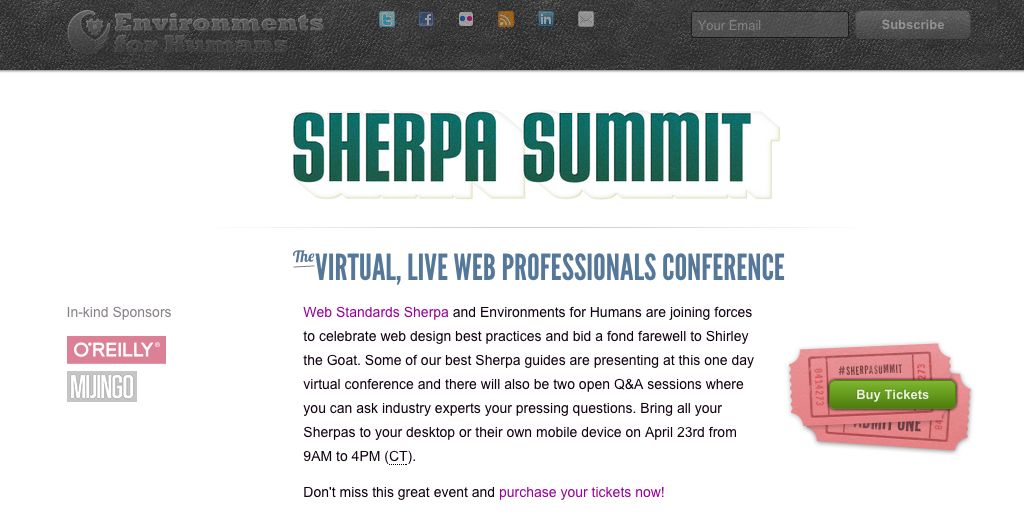 Environments
for Humans
Your Email
Subscribe
SHERPA SUMMIT
The VIRTUAL, LIVE WEB PROFESSIONALS CONFERENCE
In-kind Sponsors
O'REILLY®
MIJINGO
Web Standards Sherpa and Environments for Humans are joining forces
to celebrate web design best practices and bid a fond farewell to Shirley
the Goat. Some of our best Sherpa guides are presenting at this one day
virtual conference and there will also be two open Q&A sessions where
you can ask industry experts your pressing questions. Bring all your
Sherpas to your desktop or their own mobile device on April 23rd from
9AM to 4PM (CT).
Don't miss this great event and purchase your tickets now!
#SHERPASUMMIT
0414273
273
Buy Tickets
ADMIT ONE